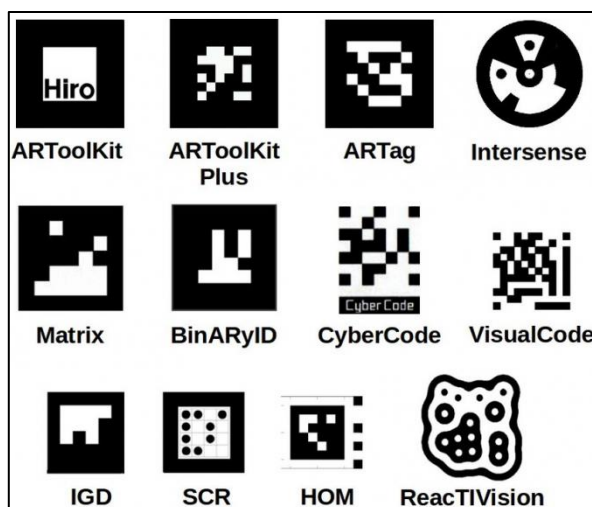 Hiro
ARToolKit ARToolKit Plus ARTag Intersense
CyberCode
Matrix BinARyID CyberCode VisualCode
IGD SCR HOM ReacTIVision